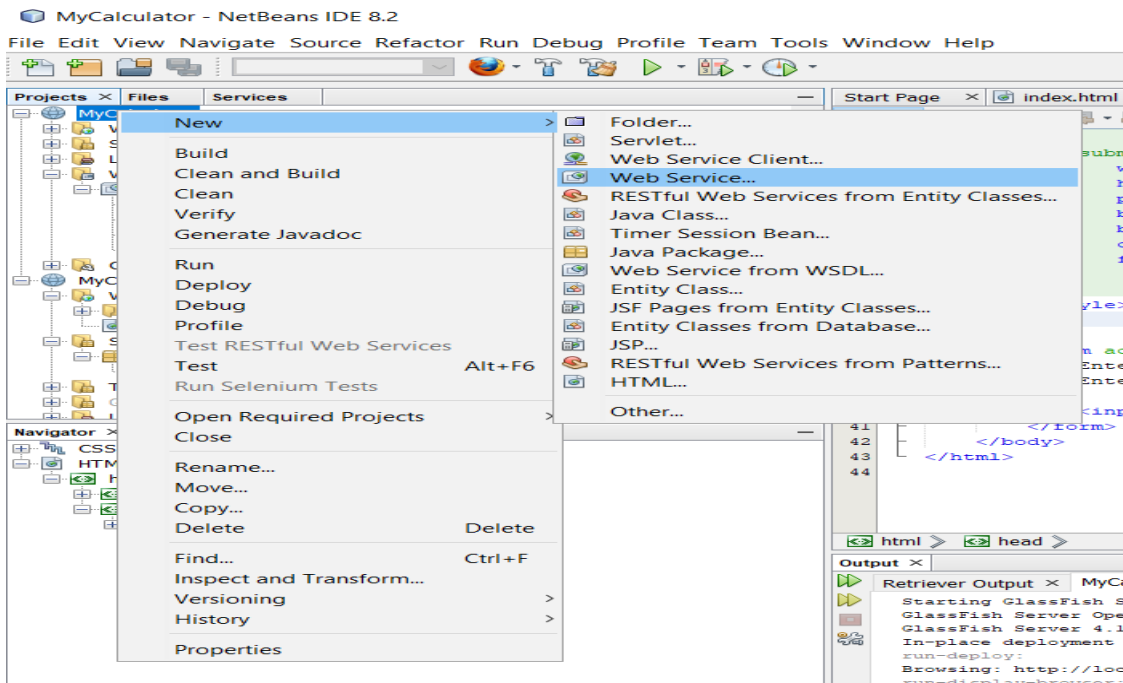 MyCalculator - NetBeans IDE 8.2
File Edit View Navigate Source Refactor Run Debug Profile Team Tools Window Help
Projects × Files Services
New >
Build
Clean and Build
Clean
Verify
Generate Javadoc
Run
Deploy
Debug
Profile
Test RESTful Web Services
Test Alt+F6
Run Selenium Tests
Open Required Projects >
Close
Rename...
Move...
Copy...
Delete Delete
Find... Ctrl+F
Inspect and Transform...
Versioning >
History >
Properties
Folder...
Servlet...
Web Service Client...
Web Service...
RESTful Web Services from Entity Classes...
Java Class...
Timer Session Bean...
Java Package...
Web Service from WSDL...
Entity Class...
JSF Pages from Entity Classes...
Entity Classes from Database...
JSP...
RESTful Web Services from Patterns...
HTML...
Other...
Navigator ×
CSS
Start Page × index.html
41 </form>
42 </body>
43 </html>
44
html head
Output ×
Retriever Output × MyCa
Starting GlassFish S
GlassFish Server Ope
GlassFish Server 4.1
In-place deployment
run-deploy:
Browsing: http://loc
run-display-browser: